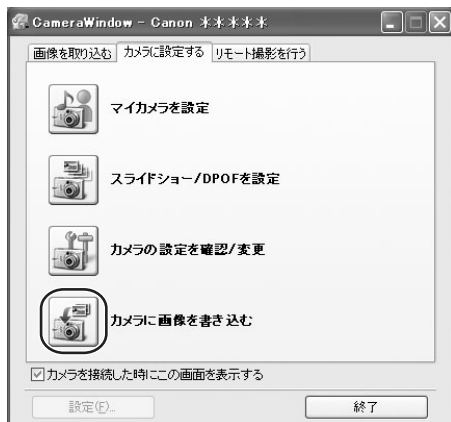 CameraWindow - Canon *****
画像を取り込む カメラに設定する リモート撮影を行う
マイカメラを設定
スライドショー/DPOFを設定
カメラの設定を確認/変更
カメラに画像を書き込む
カメラを接続した時にこの画面を表示する
設定(F)... 終了